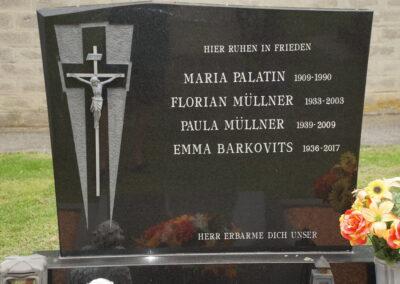 HIER RUHEN IN FRIEDEN
MARIA PALATIN 1909-1990
FLORIAN MÜLLNER 1933-2003
PAULA MÜLLNER 1939-2009
EMMA BARKOVITS 1936-2017
HERR ERBARME DICH UNSER